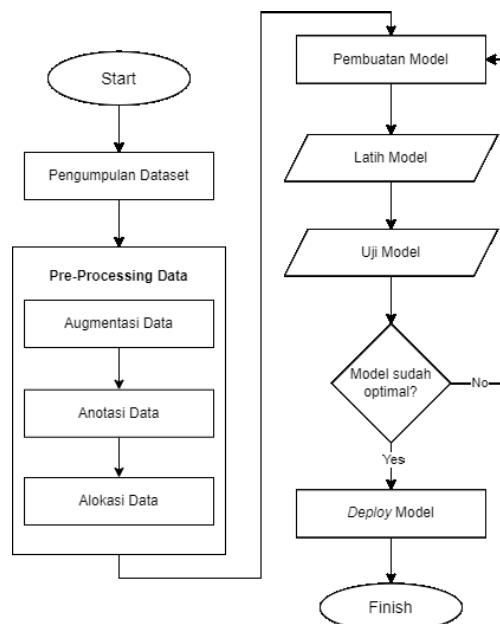 Start
Pengumpulan Dataset
Pre-Processing Data
Augmentasi Data
Anotasi Data
Alokasi Data
Pembuatan Model
Latih Model
Uji Model
Model sudah
optimal?
No
Yes
Deploy Model
Finish